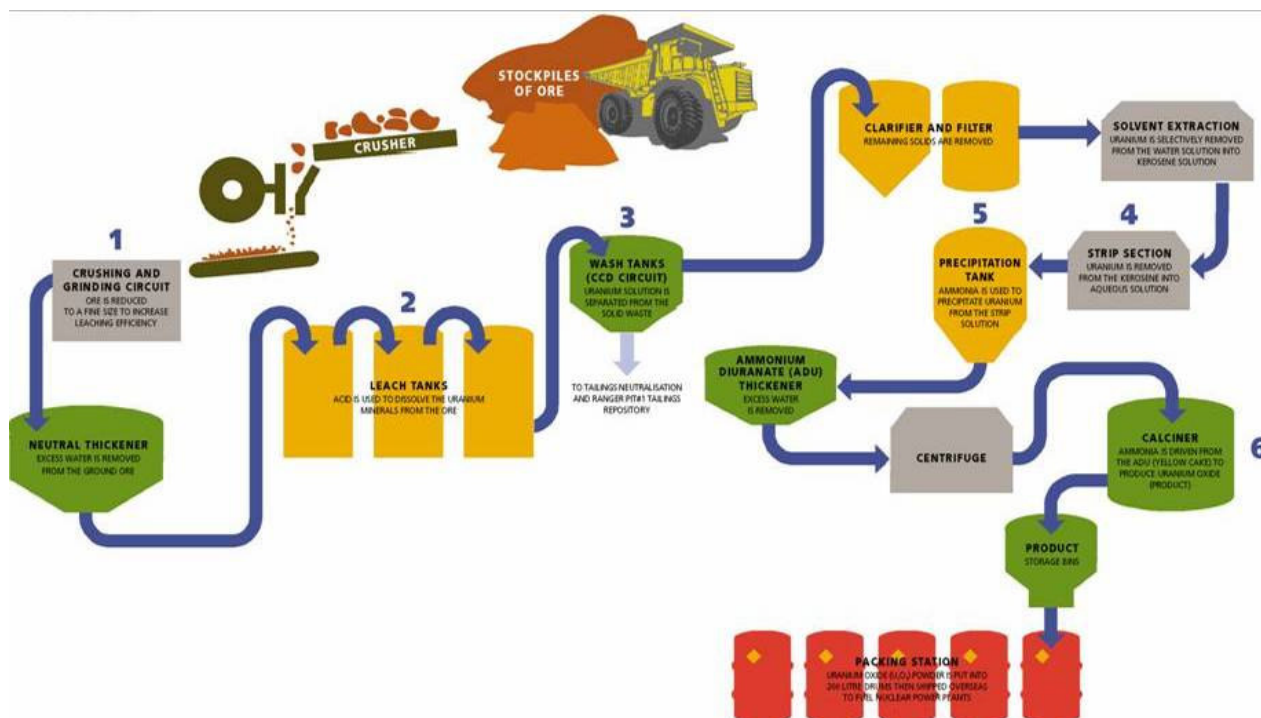 STOCKPILES
OF ORE
CRUSHER
1
CRUSHING AND
GRINDING CIRCUIT
ORE IS REDUCED
TO A FINE SIZE TO INCREASE
LEACHING EFFICIENCY
NEUTRAL THICKENER
EXCESS WATER IS REMOVED
FROM THE GROUND ORE
2
LEACH TANKS
ACID IS USED TO DISSOLVE THE URANIUM
MINERALS FROM THE ORE
3
WASH TANKS
(CCD CIRCUIT)
URANIUM SOLUTION IS
SEPARATED FROM THE
SOLID WASTE
TO TAILINGS NEUTRALISATION
AND RANGER PIT#1 TAILINGS
REPOSITORY
CLARIFIER AND FILTER
REMAINING SOLIDS ARE REMOVED
SOLVENT EXTRACTION
URANIUM IS SELECTIVELY REMOVED
FROM THE WATER SOLUTION INTO
KEROSENE SOLUTION
4
STRIP SECTION
URANIUM IS REMOVED
FROM THE KEROSENE INTO
AQUEOUS SOLUTION
5
PRECIPITATION
TANK
AMMONIA IS USED TO
PRECIPITATE URANIUM
FROM THE STRIP
SOLUTION
AMMONIUM
DIURANATE (ADU)
THICKENER
EXCESS WATER
IS REMOVED
CENTRIFUGE
6
CALCINER
AMMONIA IS DRIVEN FROM
THE ADU (YELLOW CAKE) TO
PRODUCE URANIUM OXIDE
(PRODUCT)
PRODUCT
STORAGE BINS
PACKING STATION
URANIUM OXIDE (U₃O₈) POWDER IS PUT INTO
200 LITRE DRUMS THEN SHIPPED OVERSEAS
TO FUEL NUCLEAR POWER PLANTS